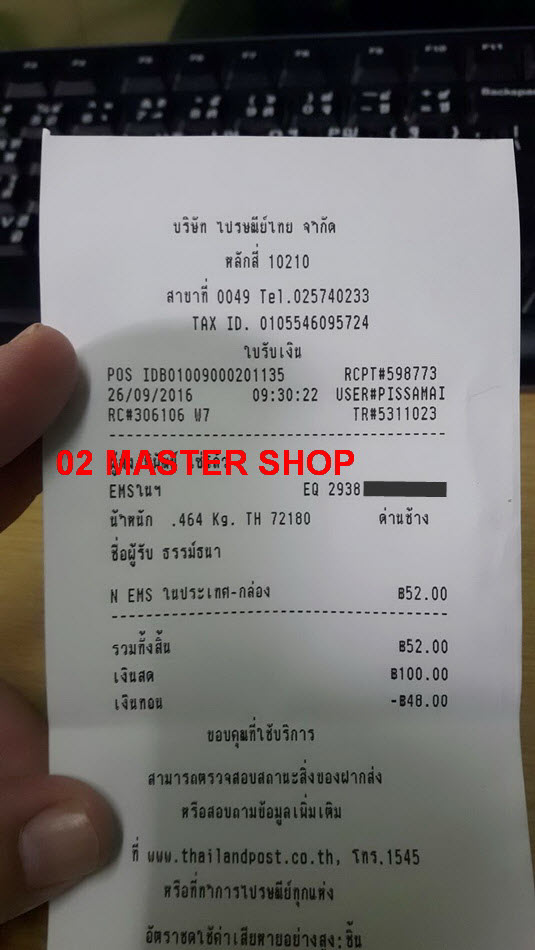 บริษัท ไปรษณีย์ไทย จำกัด
หลักสี่ 10210
สาขาที่ 0049 Tel.025740233
TAX ID. 0105546095724
ใบรับเงิน
POS IDB01009000201135 RCPT#598773
26/09/2016 09:30:22 USER#PISSAMAI
RC#306106 W7 TR#5311023
02 MASTER SHOP
EMSในฯ EQ 2938
น้ำหนัก .464 Kg. TH 72180 ด่านช้าง
ชื่อผู้รับ ธรรม์ธนา
N EMS ในประเทศ-กล่อง ฿52.00
รวมทั้งสิ้น ฿52.00
เงินสด ฿100.00
เงินทอน -฿48.00
ขอบคุณที่ใช้บริการ
สามารถตรวจสอบสถานะสิ่งของฝากส่ง
หรือสอบถามข้อมูลเพิ่มเติม
ที่ www.thailandpost.co.th, โทร.1545
หรือที่ทำการไปรษณีย์ทุกแห่ง
อัตราชดใช้ค่าเสียหายอย่างสูง:ชิ้น